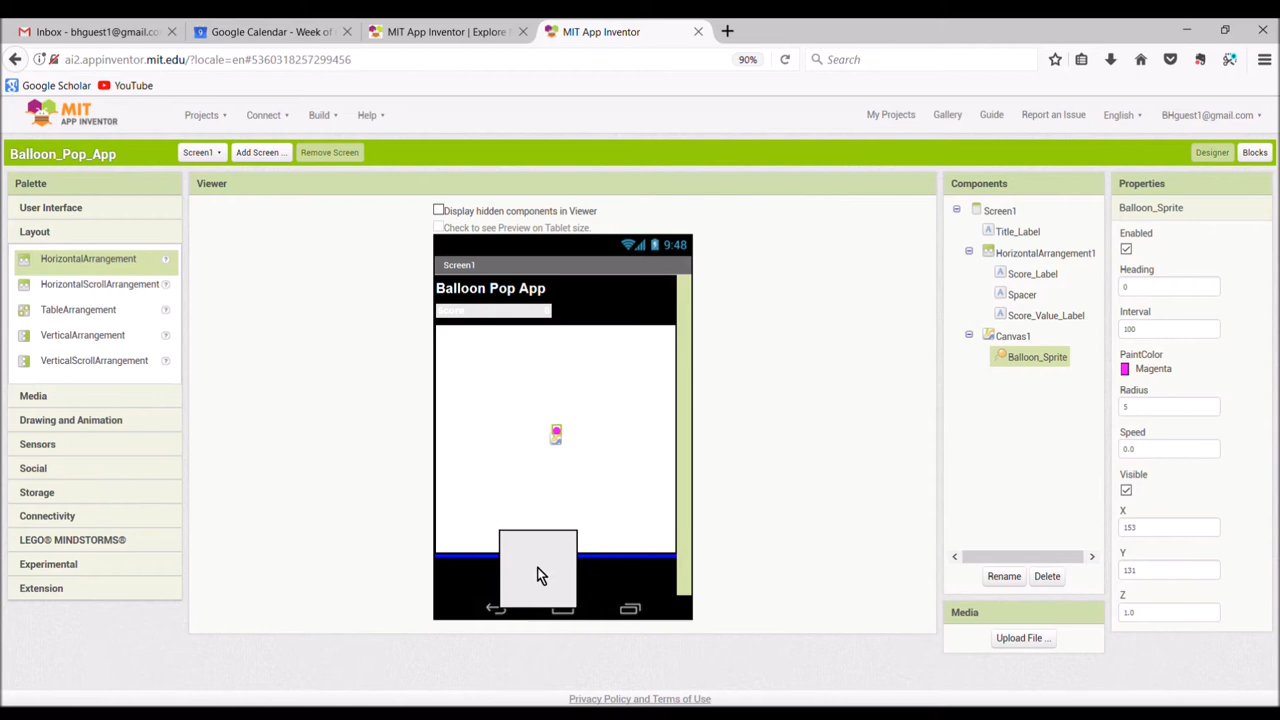 Inbox - bhguest1@gmail.com
Google Calendar - Week of
MIT App Inventor | Explore
MIT App Inventor
ai2.appinventor.mit.edu/?locale=en#5360318257299456
90%
Search
Google Scholar
YouTube
MIT
APP INVENTOR
Projects
Connect
Build
Help
My Projects
Gallery
Guide
Report an Issue
English
BHguest1@gmail.com
Balloon_Pop_App
Screen1
Add Screen ...
Remove Screen
Designer
Blocks
Palette
User Interface
Layout
HorizontalArrangement
?
HorizontalScrollArrangement
?
TableArrangement
?
VerticalArrangement
?
VerticalScrollArrangement
?
Media
Drawing and Animation
Sensors
Social
Storage
Connectivity
LEGO® MINDSTORMS®
Experimental
Extension
Viewer
Display hidden components in Viewer
Check to see Preview on Tablet size.
9:48
Screen1
Balloon Pop App
Score
Components
Screen1
Title_Label
HorizontalArrangement1
Score_Label
Spacer
Score_Value_Label
Canvas1
Balloon_Sprite
Rename
Delete
Media
Upload File ...
Properties
Balloon_Sprite
Enabled
Heading
0
Interval
100
PaintColor
Magenta
Radius
5
Speed
0.0
Visible
X
153
Y
131
Z
1.0
Privacy Policy and Terms of Use